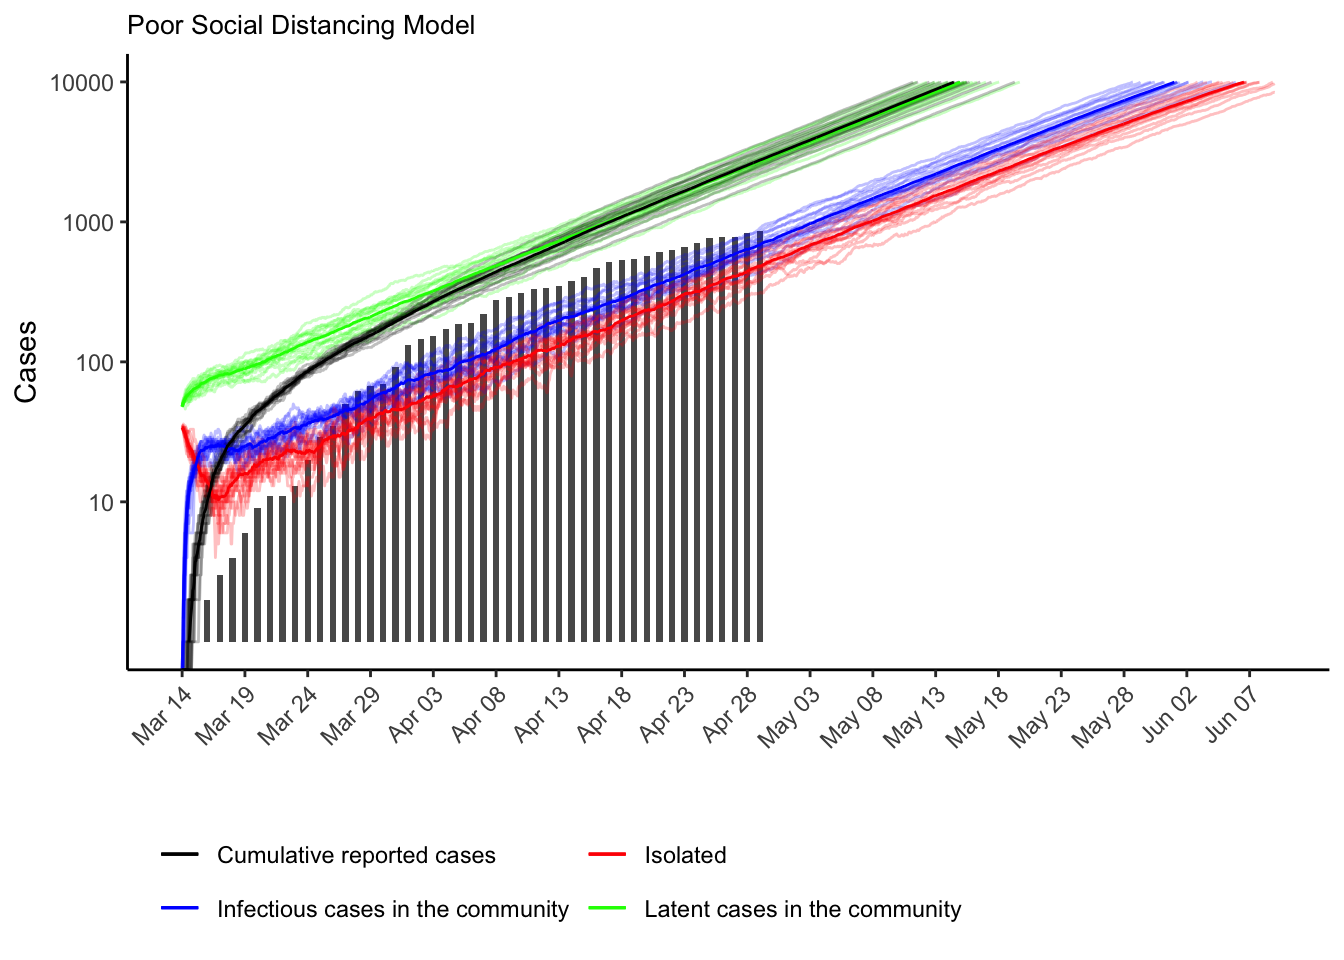 Poor Social Distancing Model
10000
1000
100
10
Cases
Mar 14
Mar 19
Mar 24
Mar 29
Apr 03
Apr 08
Apr 13
Apr 18
Apr 23
Apr 28
May 03
May 08
May 13
May 18
May 23
May 28
Jun 02
Jun 07
Cumulative reported cases
Isolated
Infectious cases in the community
Latent cases in the community